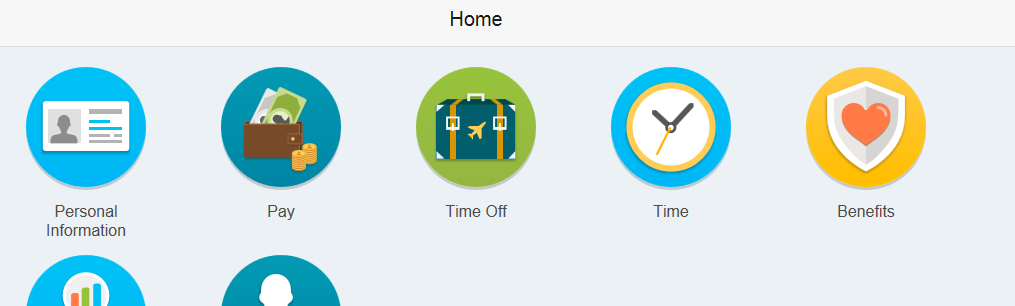 Home
Personal
Information
Pay
Time Off
Time
Benefits